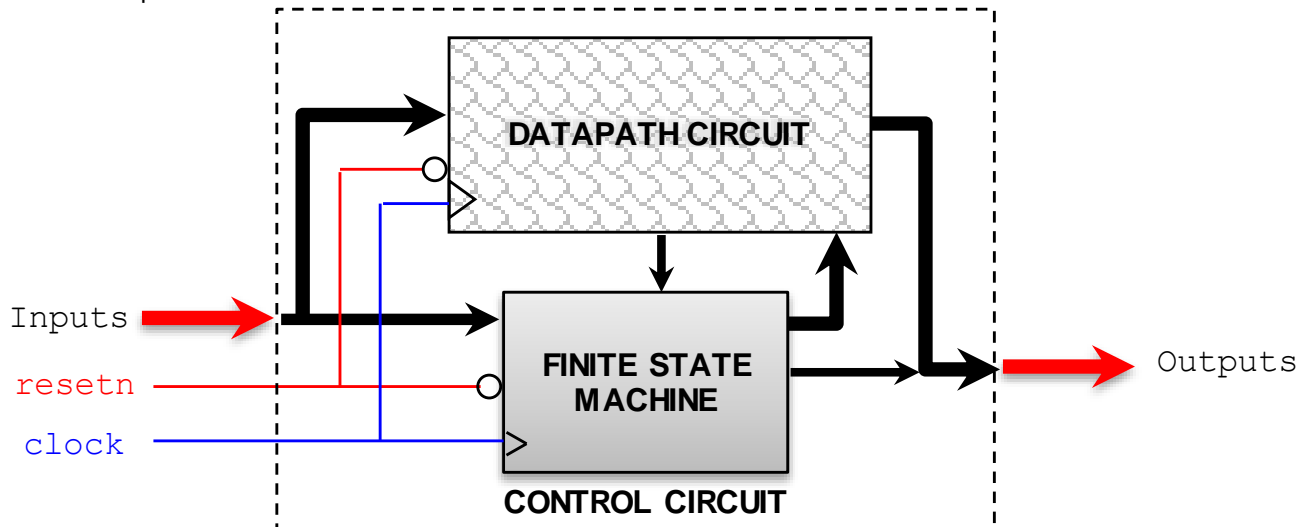 DATAPATH CIRCUIT
Inputs
resetn
clock
FINITE STATE
MACHINE
Outputs
CONTROL CIRCUIT